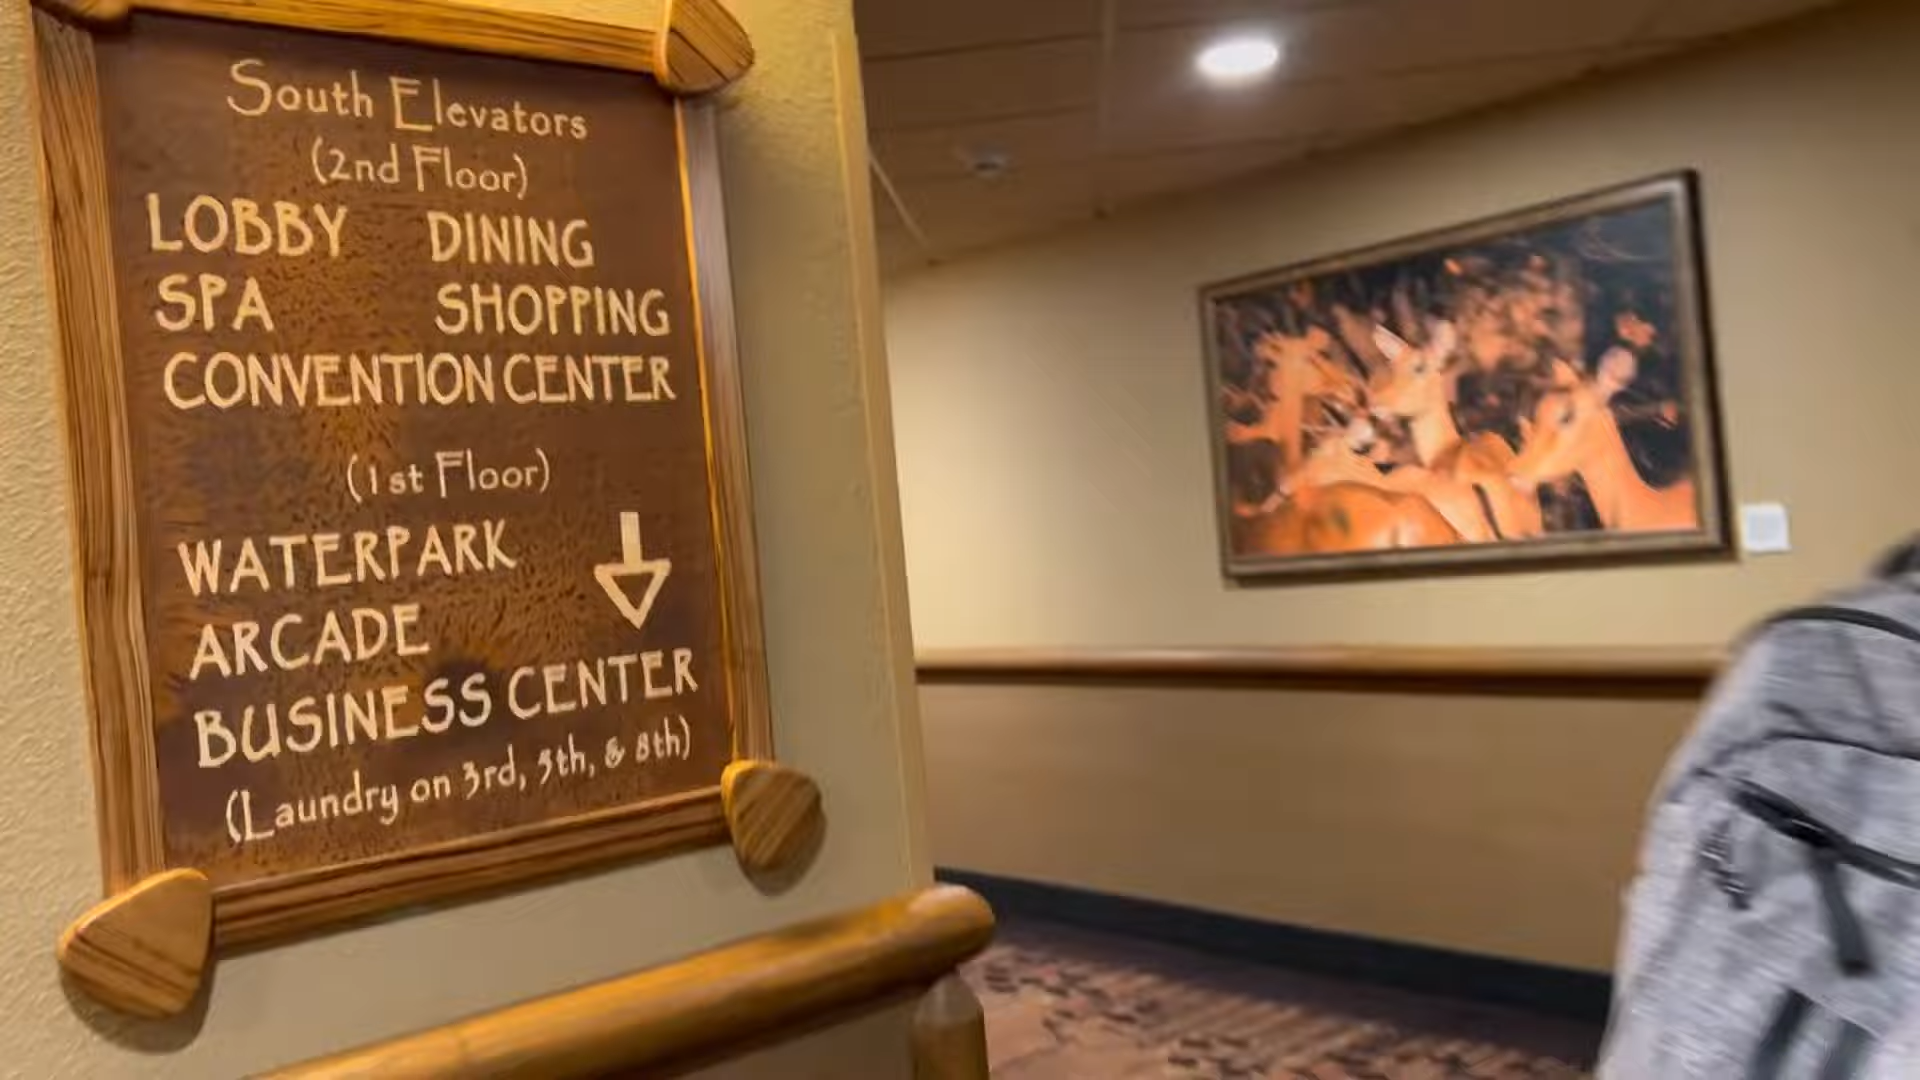 South Elevators
(2nd Floor)
LOBBY DINING
SPA SHOPPING
CONVENTION CENTER
(1st Floor)
WATERPARK
ARCADE
BUSINESS CENTER
(Laundry on 3rd, 5th, & 8th)